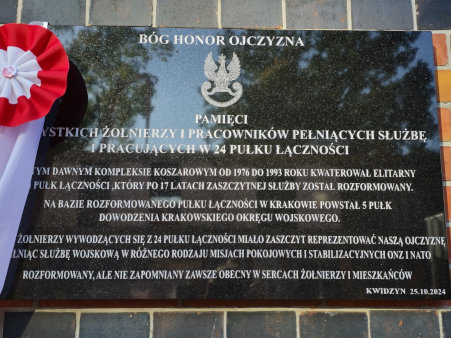 BÓG HONOR OJCZYZNA
PAMIĘCI
YSTKICH ŻOŁNIERZY I PRACOWNIKÓW PEŁNIĄCYCH SŁUŻBĘ
I PRACUJĄCYCH W 24 PUŁKU ŁĄCZNOŚCI
TYM DAWNYM KOMPLEKSIE KOSZAROWYM OD 1976 DO 1993 ROKU KWATEROWAŁ ELITARNY
PUŁK ŁĄCZNOŚCI ,KTÓRY PO 17 LATACH ZASZCZYTNEJ SŁUŻBY ZOSTAŁ ROZFORMOWANY.
NA BAZIE ROZFORMOWANEGO PUŁKU ŁĄCZNOŚCI W KRAKOWIE POWSTAŁ 5 PUŁK
DOWODZENIA KRAKOWSKIEGO OKRĘGU WOJSKOWEGO.
ŻOŁNIERZY WYWODZĄCYCH SIĘ Z 24 PUŁKU ŁĄCZNOŚCI MIAŁO ZASZCZYT REPREZENTOWAĆ NASZĄ OJCZYZNĘ
ŁNIĄC SŁUŻBĘ WOJSKOWĄ W RÓŻNEGO RODZAJU MISJACH POKOJOWYCH I STABILIZACYJNYCH ONZ I NATO
ROZFORMOWANY, ALE NIE ZAPOMNIANY ZAWSZE OBECNY W SERCACH ŻOŁNIERZY I MIESZKAŃCÓW
KWIDZYN 25.10.2024